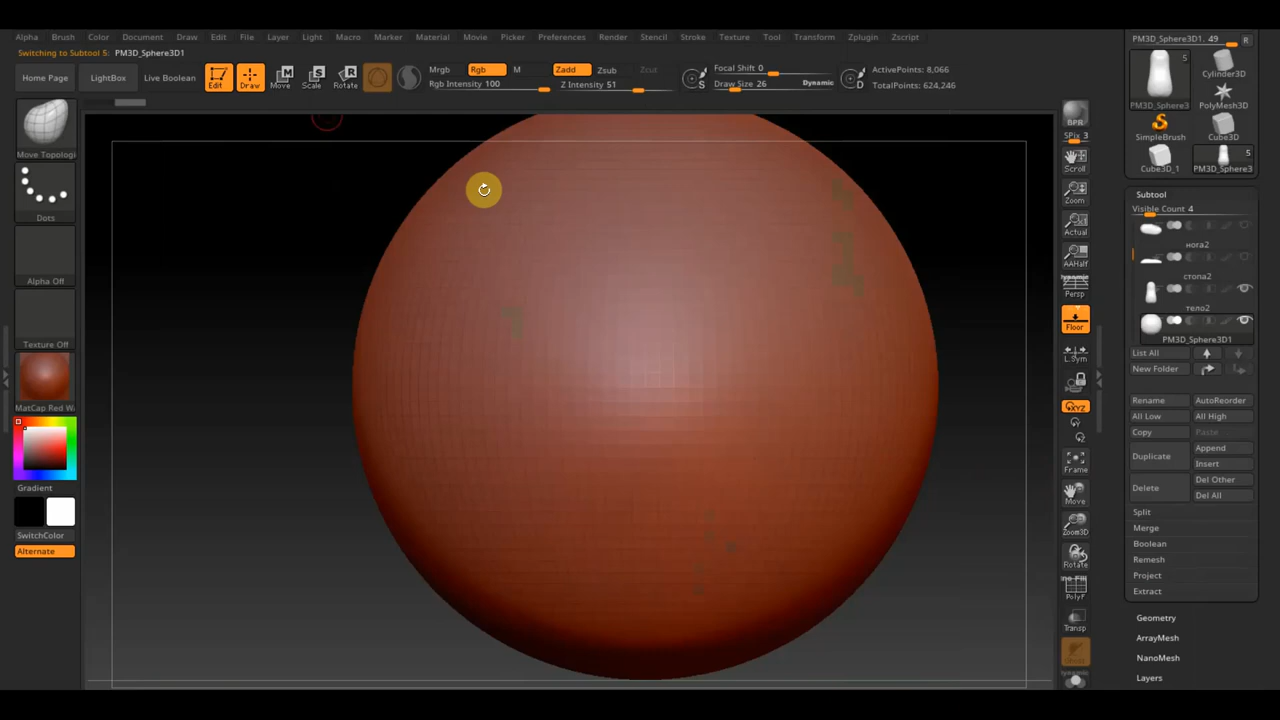 Alpha Brush Color Document Draw Edit File Layer Light Macro Marker Material Movie Picker Preferences Render Stencil Stroke Texture Tool Transform Zplugin Zscript
Switching to Subtool 5: PM3D_Sphere3D1
Home Page
LightBox
Live Boolean
Edit
Draw
Move
Scale
Rotate
Mrgb
Rgb
M
Rgb Intensity 100
Zadd
Zsub
Zcut
Z Intensity 51
S
Focal Shift 0
Draw Size 26
Dynamic
D
ActivePoints: 8,066
TotalPoints: 624,246
Move Topologi
Dots
Alpha Off
Texture Off
MatCap Red W
Gradient
SwitchColor
Alternate
BPR
SPix 3
Scroll
Zoom
Actual
AAHalf
Dynamic
Persp
Floor
L.Sym
XYZ
Frame
Move
Zoom3D
Rotate
PolyF
Transp
Ghost
Dynamic
PM3D_Sphere3D1. 49
R
5
PM3D_Sphere3
Cylinder3D
PolyMesh3D
SimpleBrush
Cube3D
Cube3D_1
5
PM3D_Sphere3
Subtool
Visible Count 4
нога2
стопа2
тело2
PM3D_Sphere3D1
List All
New Folder
Rename
AutoReorder
All Low
All High
Copy
Paste
Duplicate
Append
Insert
Delete
Del Other
Del All
Split
Merge
Boolean
Remesh
Project
Extract
Geometry
ArrayMesh
NanoMesh
Layers